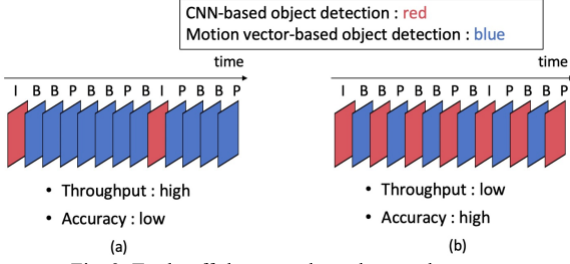 CNN-based object detection : red
Motion vector-based object detection : blue
time
I B B P B B P B I P B B P
• Throughput : high
• Accuracy : low
(a)
time
I B B P B B P B I P B B P
• Throughput : low
• Accuracy : high
(b)